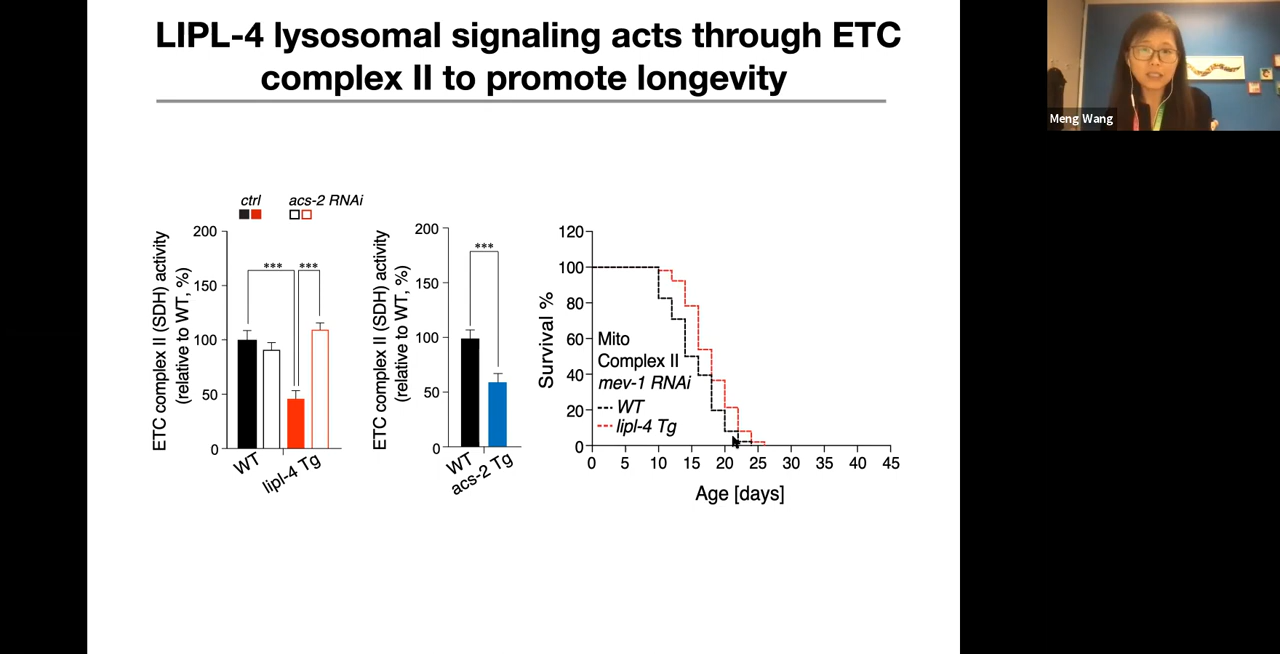 LIPL-4 lysosomal signaling acts through ETC
complex II to promote longevity
Meng Wang
ctrl
acs-2 RNAi
ETC complex II (SDH) activity
(relative to WT, %)
200
150
100
50
0
***
***
WT
lipl-4 Tg
ETC complex II (SDH) activity
(relative to WT, %)
200
150
100
50
0
***
WT
acs-2 Tg
Survival %
120
100
80
60
40
20
0
Mito
Complex II
mev-1 RNAi
WT
lipl-4 Tg
0 5 10 15 20 25 30 35 40 45
Age [days]